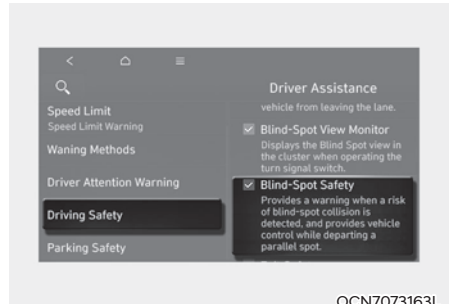 Driver Assistance
Speed Limit
Speed Limit Warning
Waning Methods
Driver Attention Warning
Driving Safety
Parking Safety
vehicle from leaving the lane.
Blind-Spot View Monitor
Displays the Blind Spot view in
the cluster when operating the
turn signal switch.
Blind-Spot Safety
Provides a warning when a risk
of blind-spot collision is
detected, and provides vehicle
control while departing a
parallel spot.
OCN7073163L